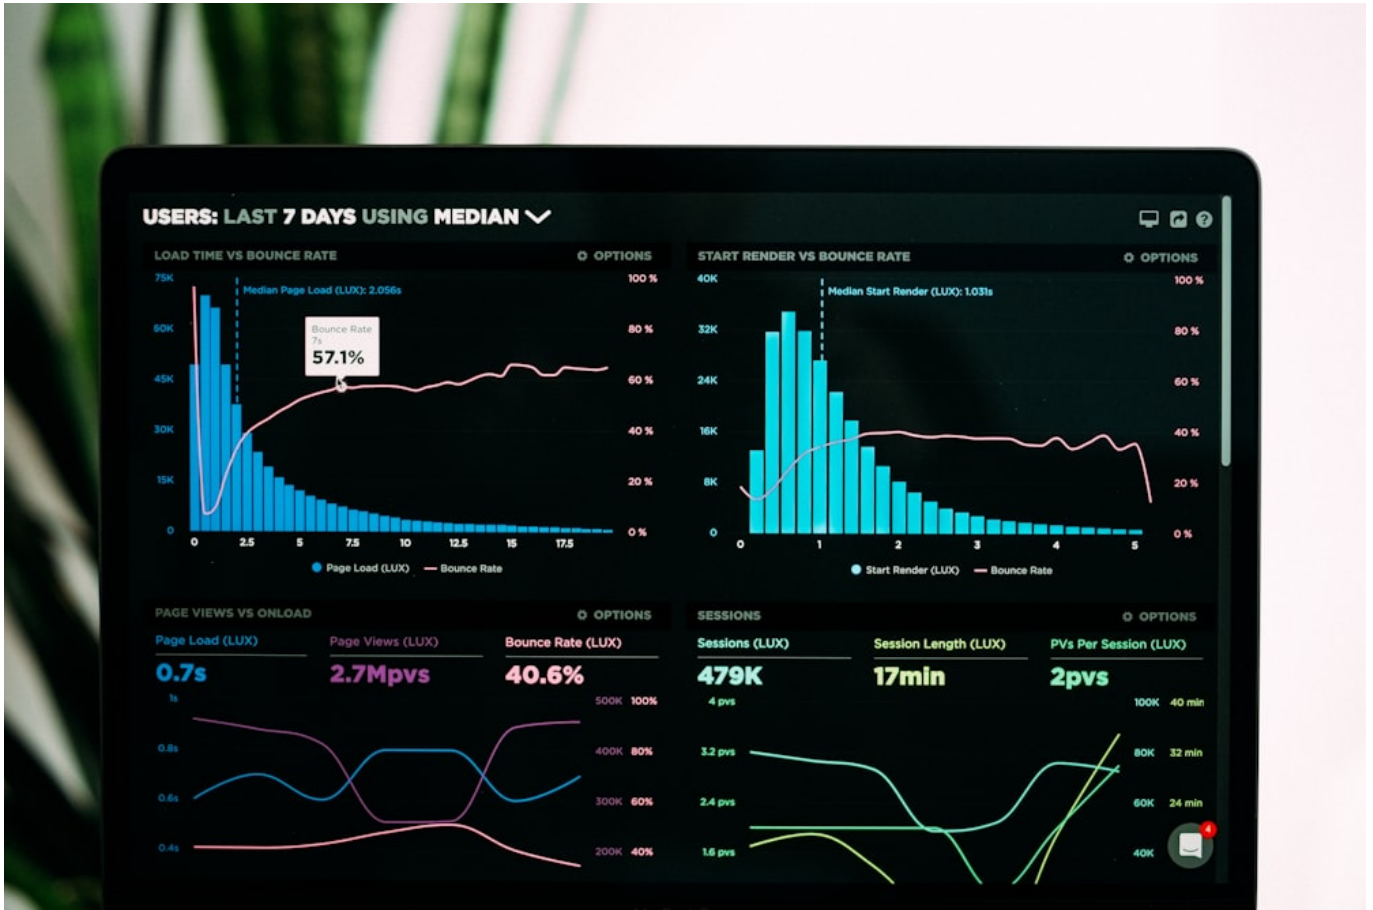 USERS: LAST 7 DAYS USING MEDIAN
LOAD TIME VS BOUNCE RATE
OPTIONS
75K
60K
45K
30K
15K
0
100 %
80 %
60 %
40 %
20 %
0 %
Median Page Load (LUX): 2.056s
Bounce Rate
7s
57.1%
0 2.5 5 7.5 10 12.5 15 17.5
Page Load (LUX) Bounce Rate
START RENDER VS BOUNCE RATE
OPTIONS
40K
32K
24K
16K
8K
0
100 %
80 %
60 %
40 %
20 %
0 %
Median Start Render (LUX): 1.031s
0 1 2 3 4 5
Start Render (LUX) Bounce Rate
PAGE VIEWS VS ONLOAD
OPTIONS
Page Load (LUX) Page Views (LUX) Bounce Rate (LUX)
0.7s 2.7Mpvs 40.6%
1s
0.8s
0.6s
0.4s
500K 100%
400K 80%
300K 60%
200K 40%
SESSIONS
OPTIONS
Sessions (LUX) Session Length (LUX) PVs Per Session (LUX)
479K 17min 2pvs
4 pvs
3.2 pvs
2.4 pvs
1.6 pvs
100K 40 min
80K 32 min
60K 24 min
40K
4